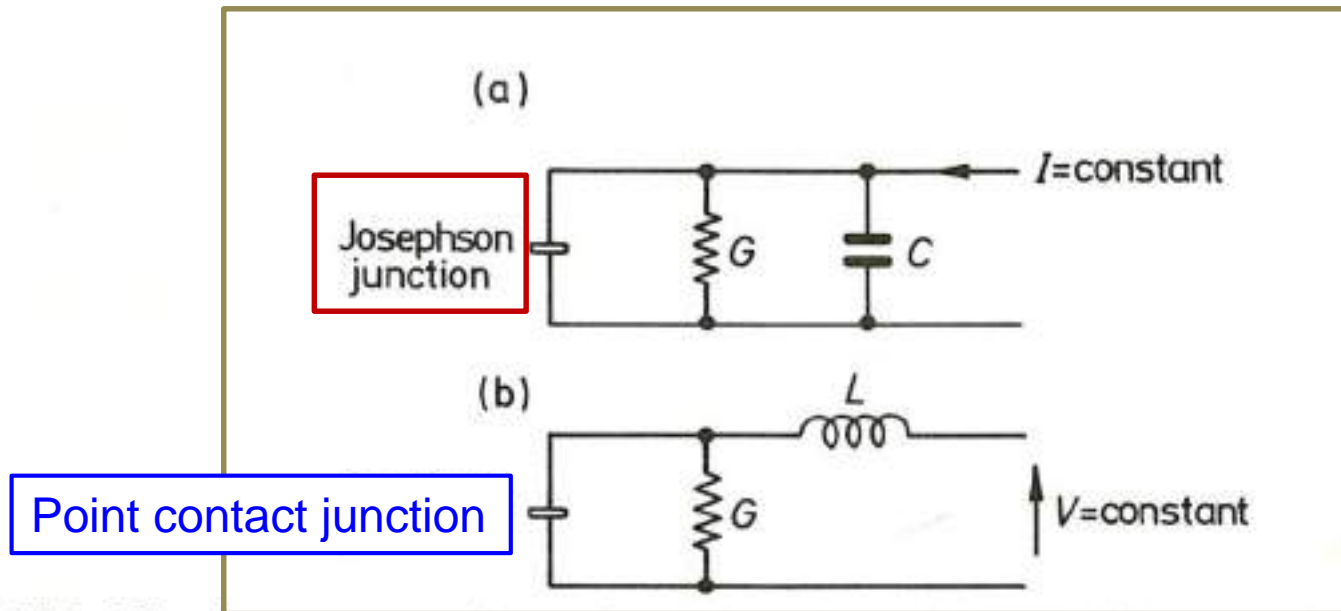 (a)
I=constant
Josephson
junction
G
C
(b)
L
Point contact junction
G
V=constant